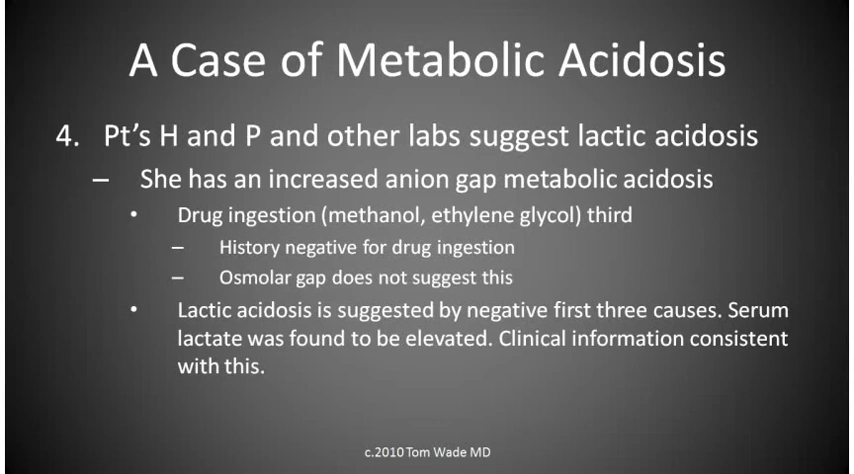 A Case of Metabolic Acidosis
4. Pt's H and P and other labs suggest lactic acidosis
– She has an increased anion gap metabolic acidosis
• Drug ingestion (methanol, ethylene glycol) third
– History negative for drug ingestion
– Osmolar gap does not suggest this
• Lactic acidosis is suggested by negative first three causes. Serum
lactate was found to be elevated. Clinical information consistent
with this.
c.2010 Tom Wade MD